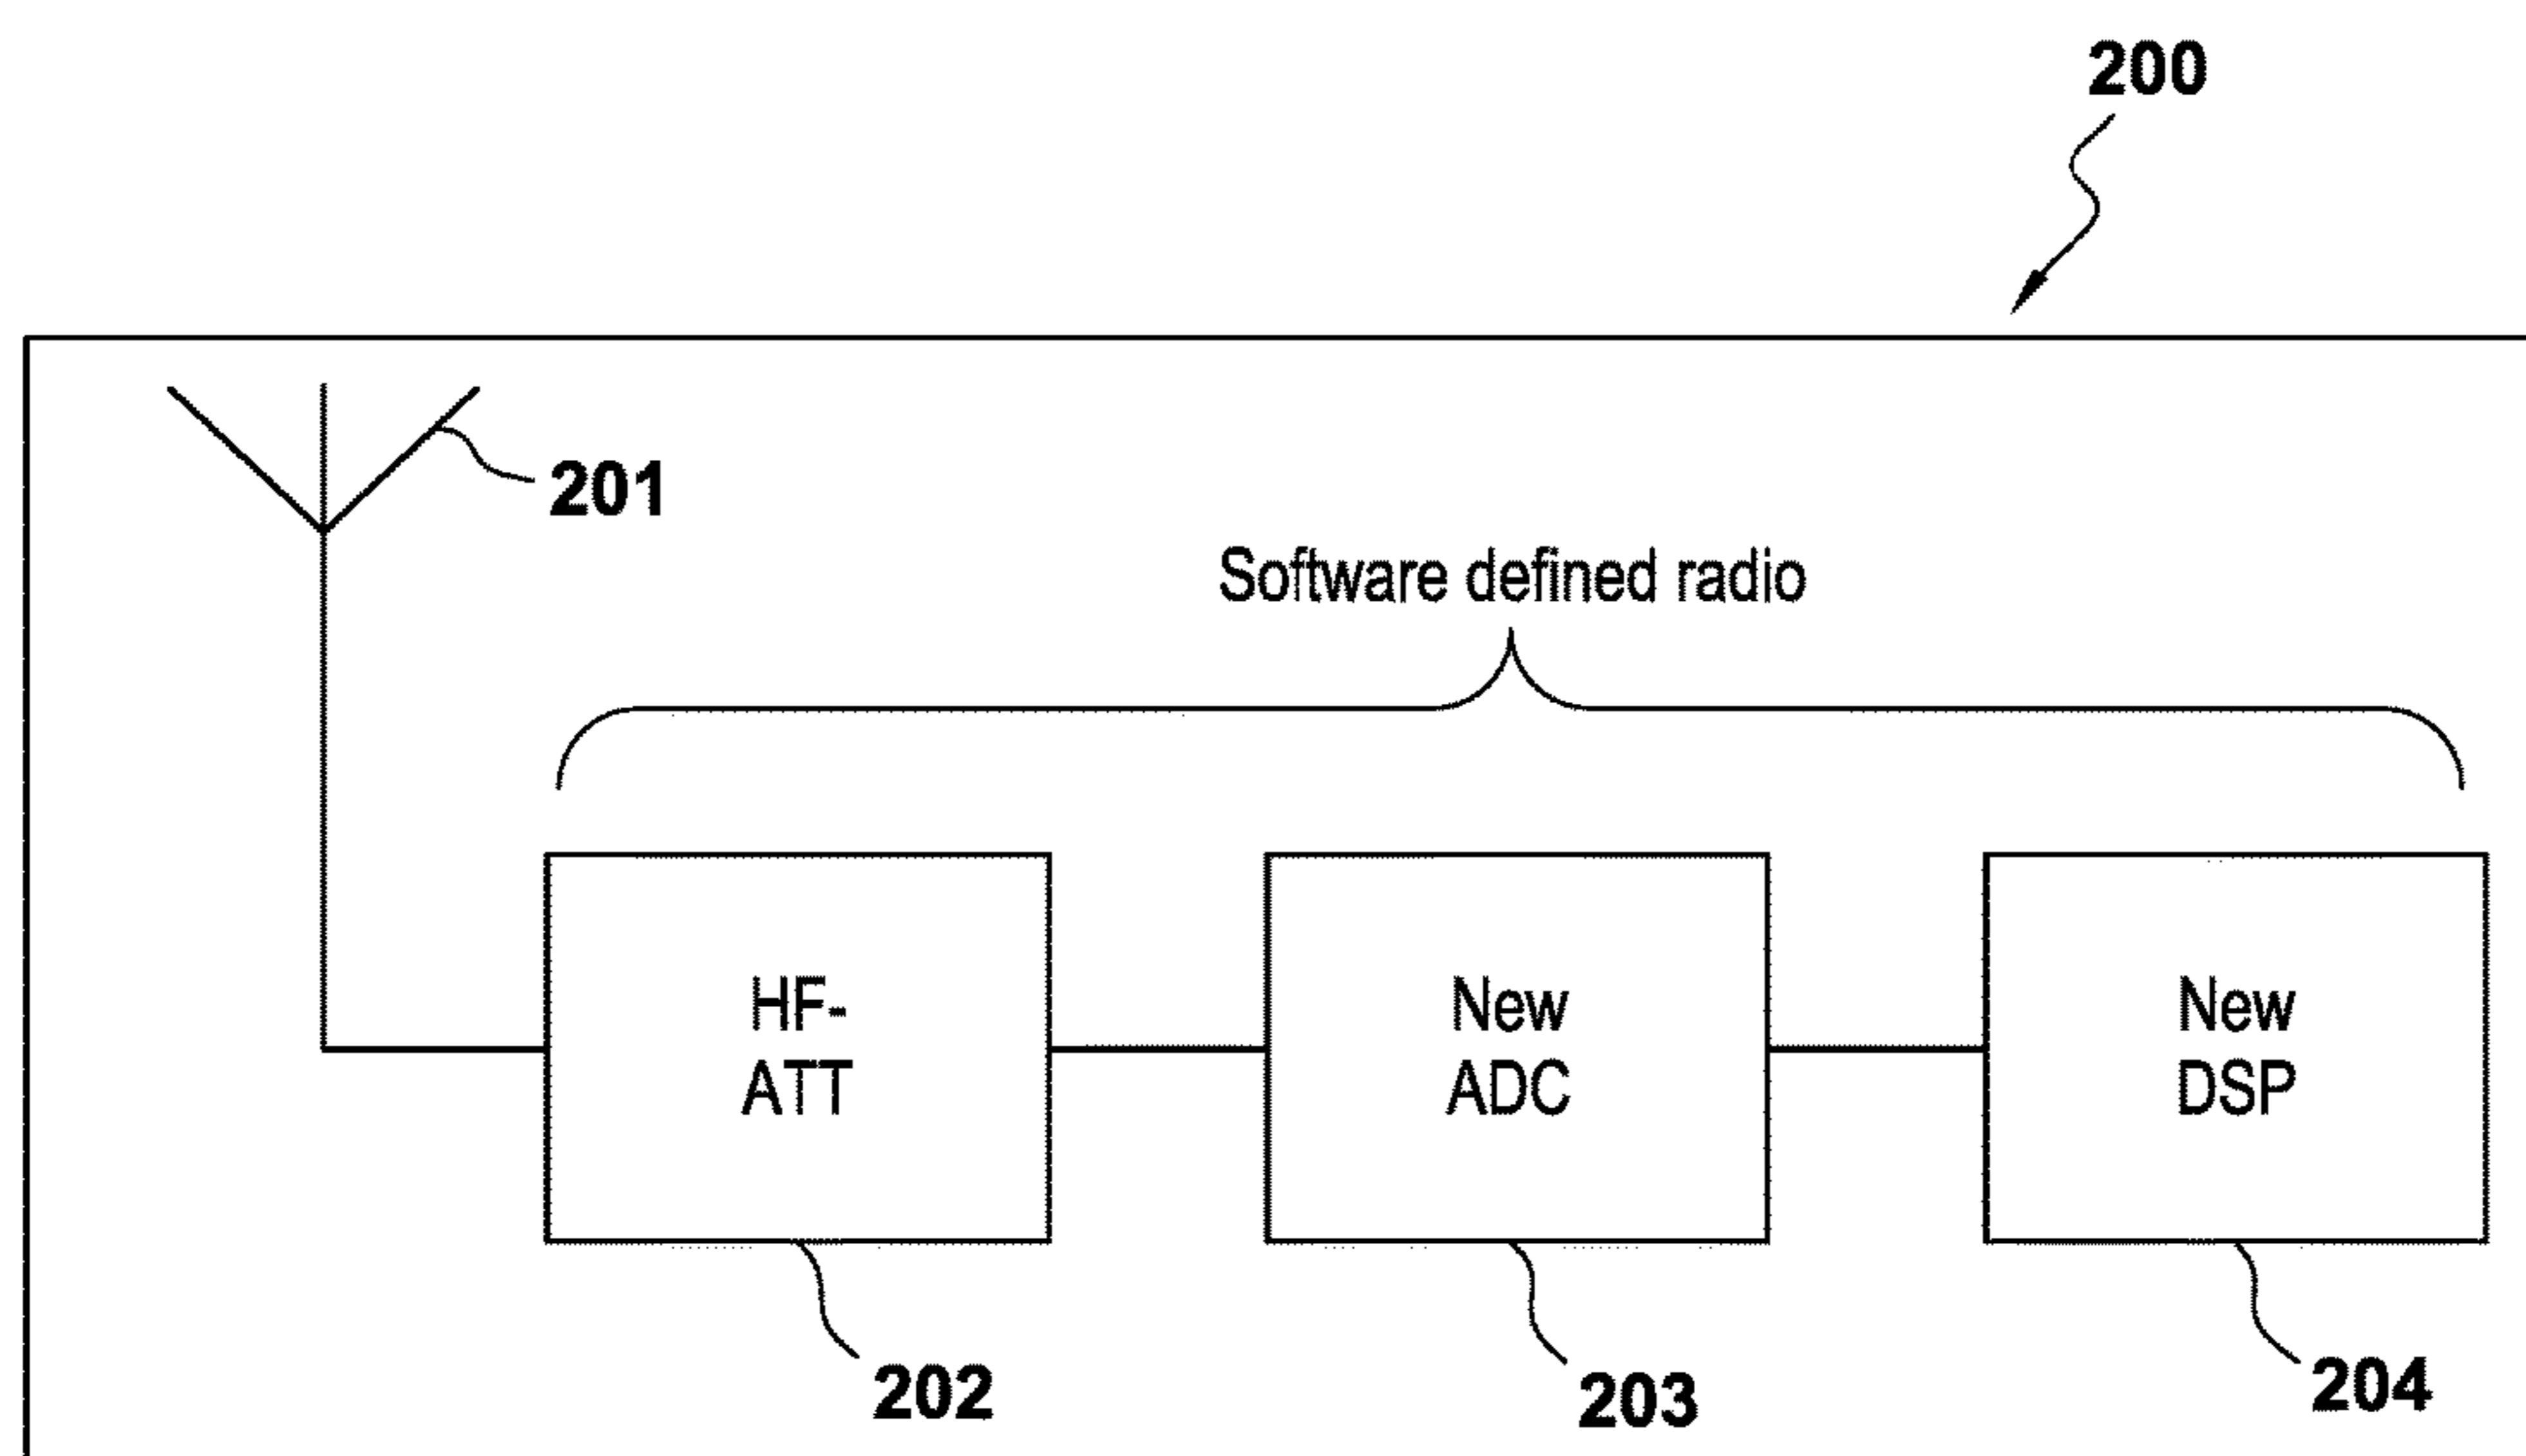 200
201
Software defined radio
HF-
ATT
New
ADC
New
DSP
202
203
204